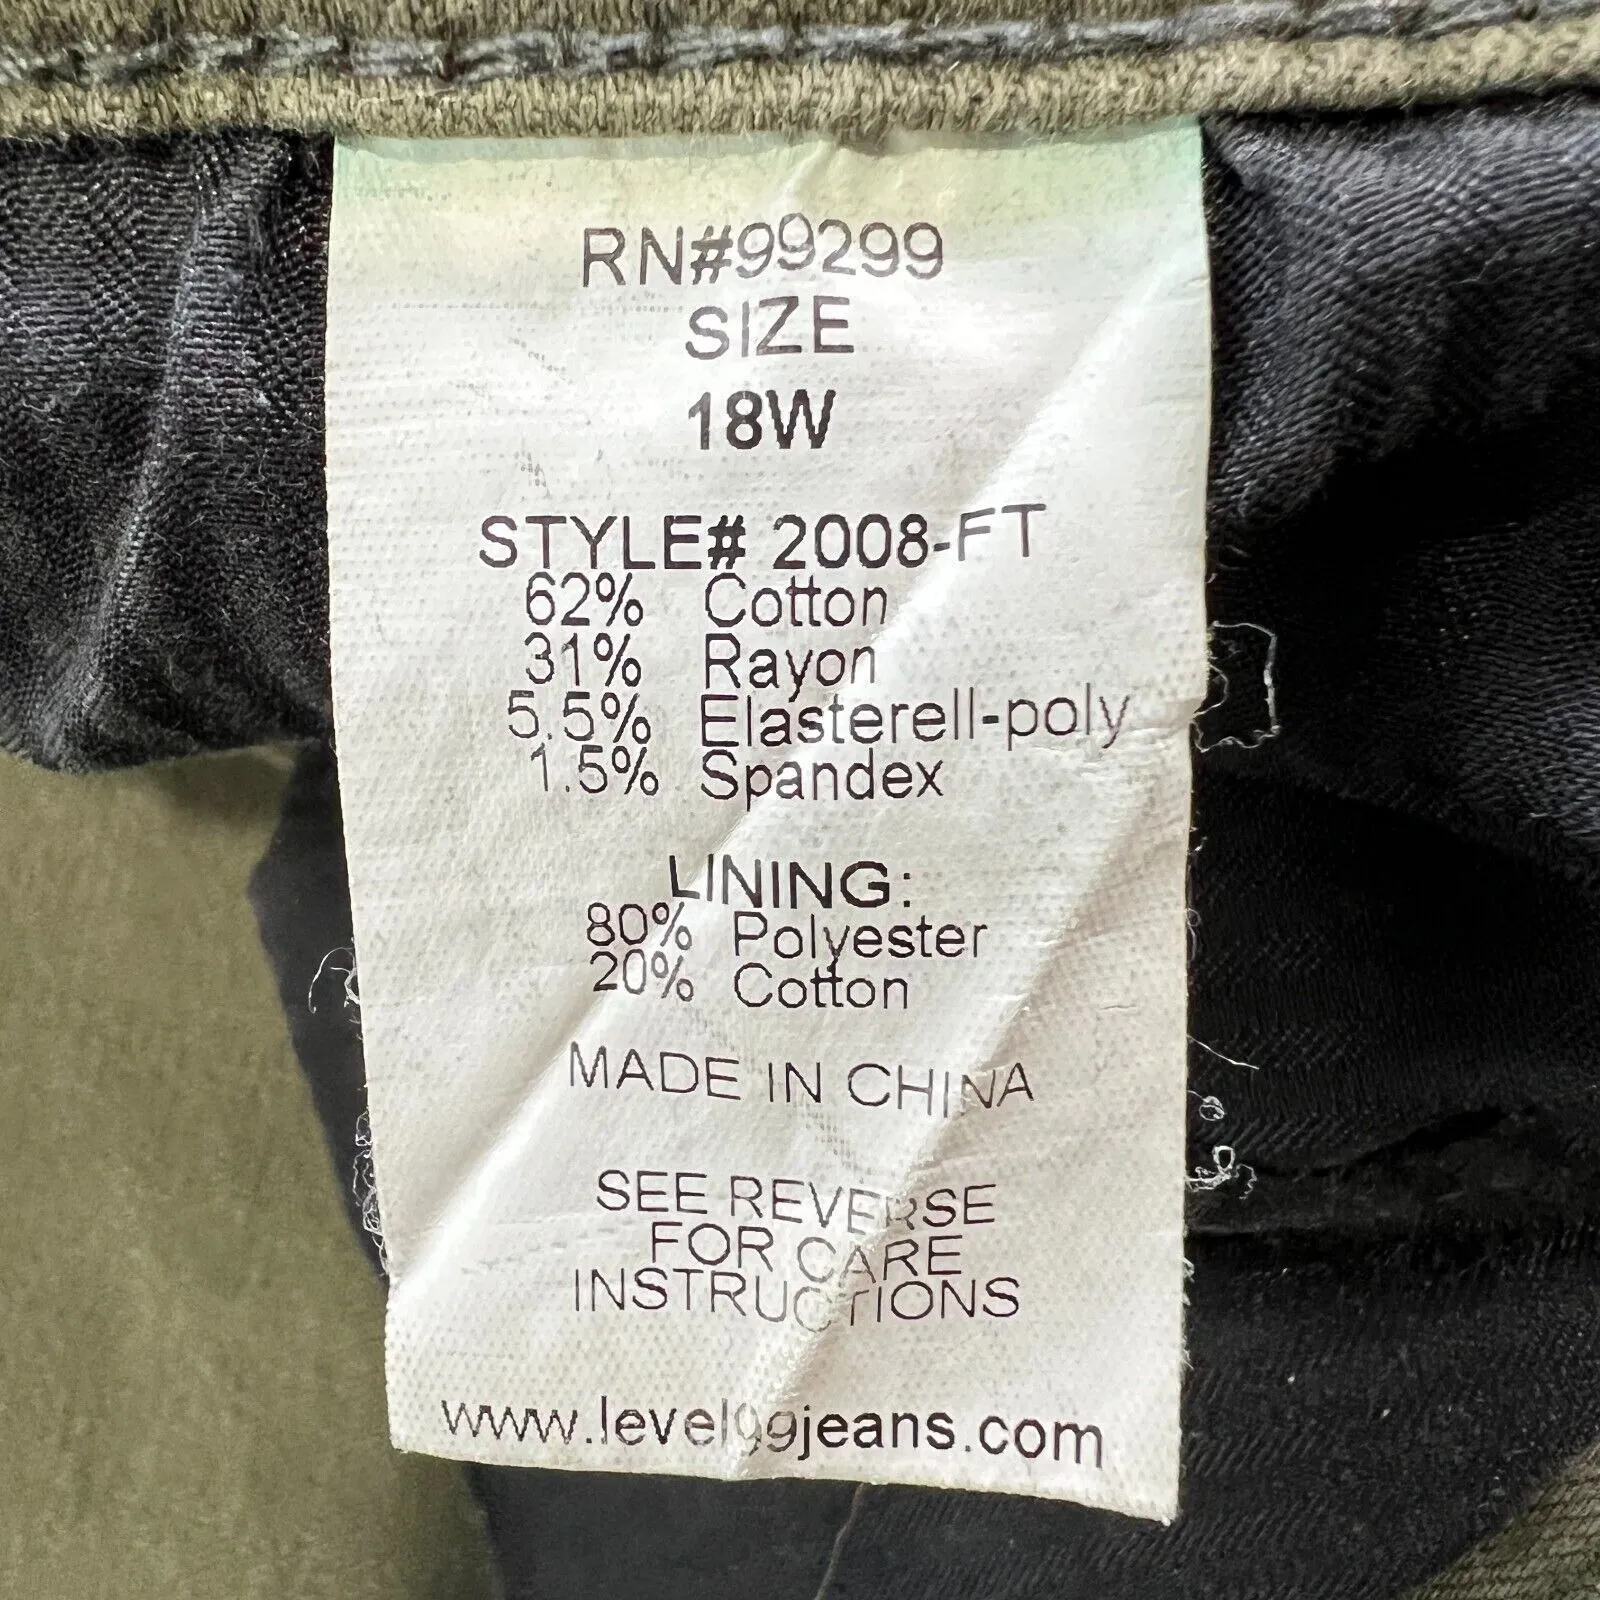 RN#99299
SIZE
18W
STYLE# 2008-FT
62% Cotton
31% Rayon
5.5% Elasterell-poly
1.5% Spandex
LINING:
80% Polyester
20% Cotton
MADE IN CHINA
SEE REVERSE
FOR CARE
INSTRUCTIONS
www.level99jeans.com